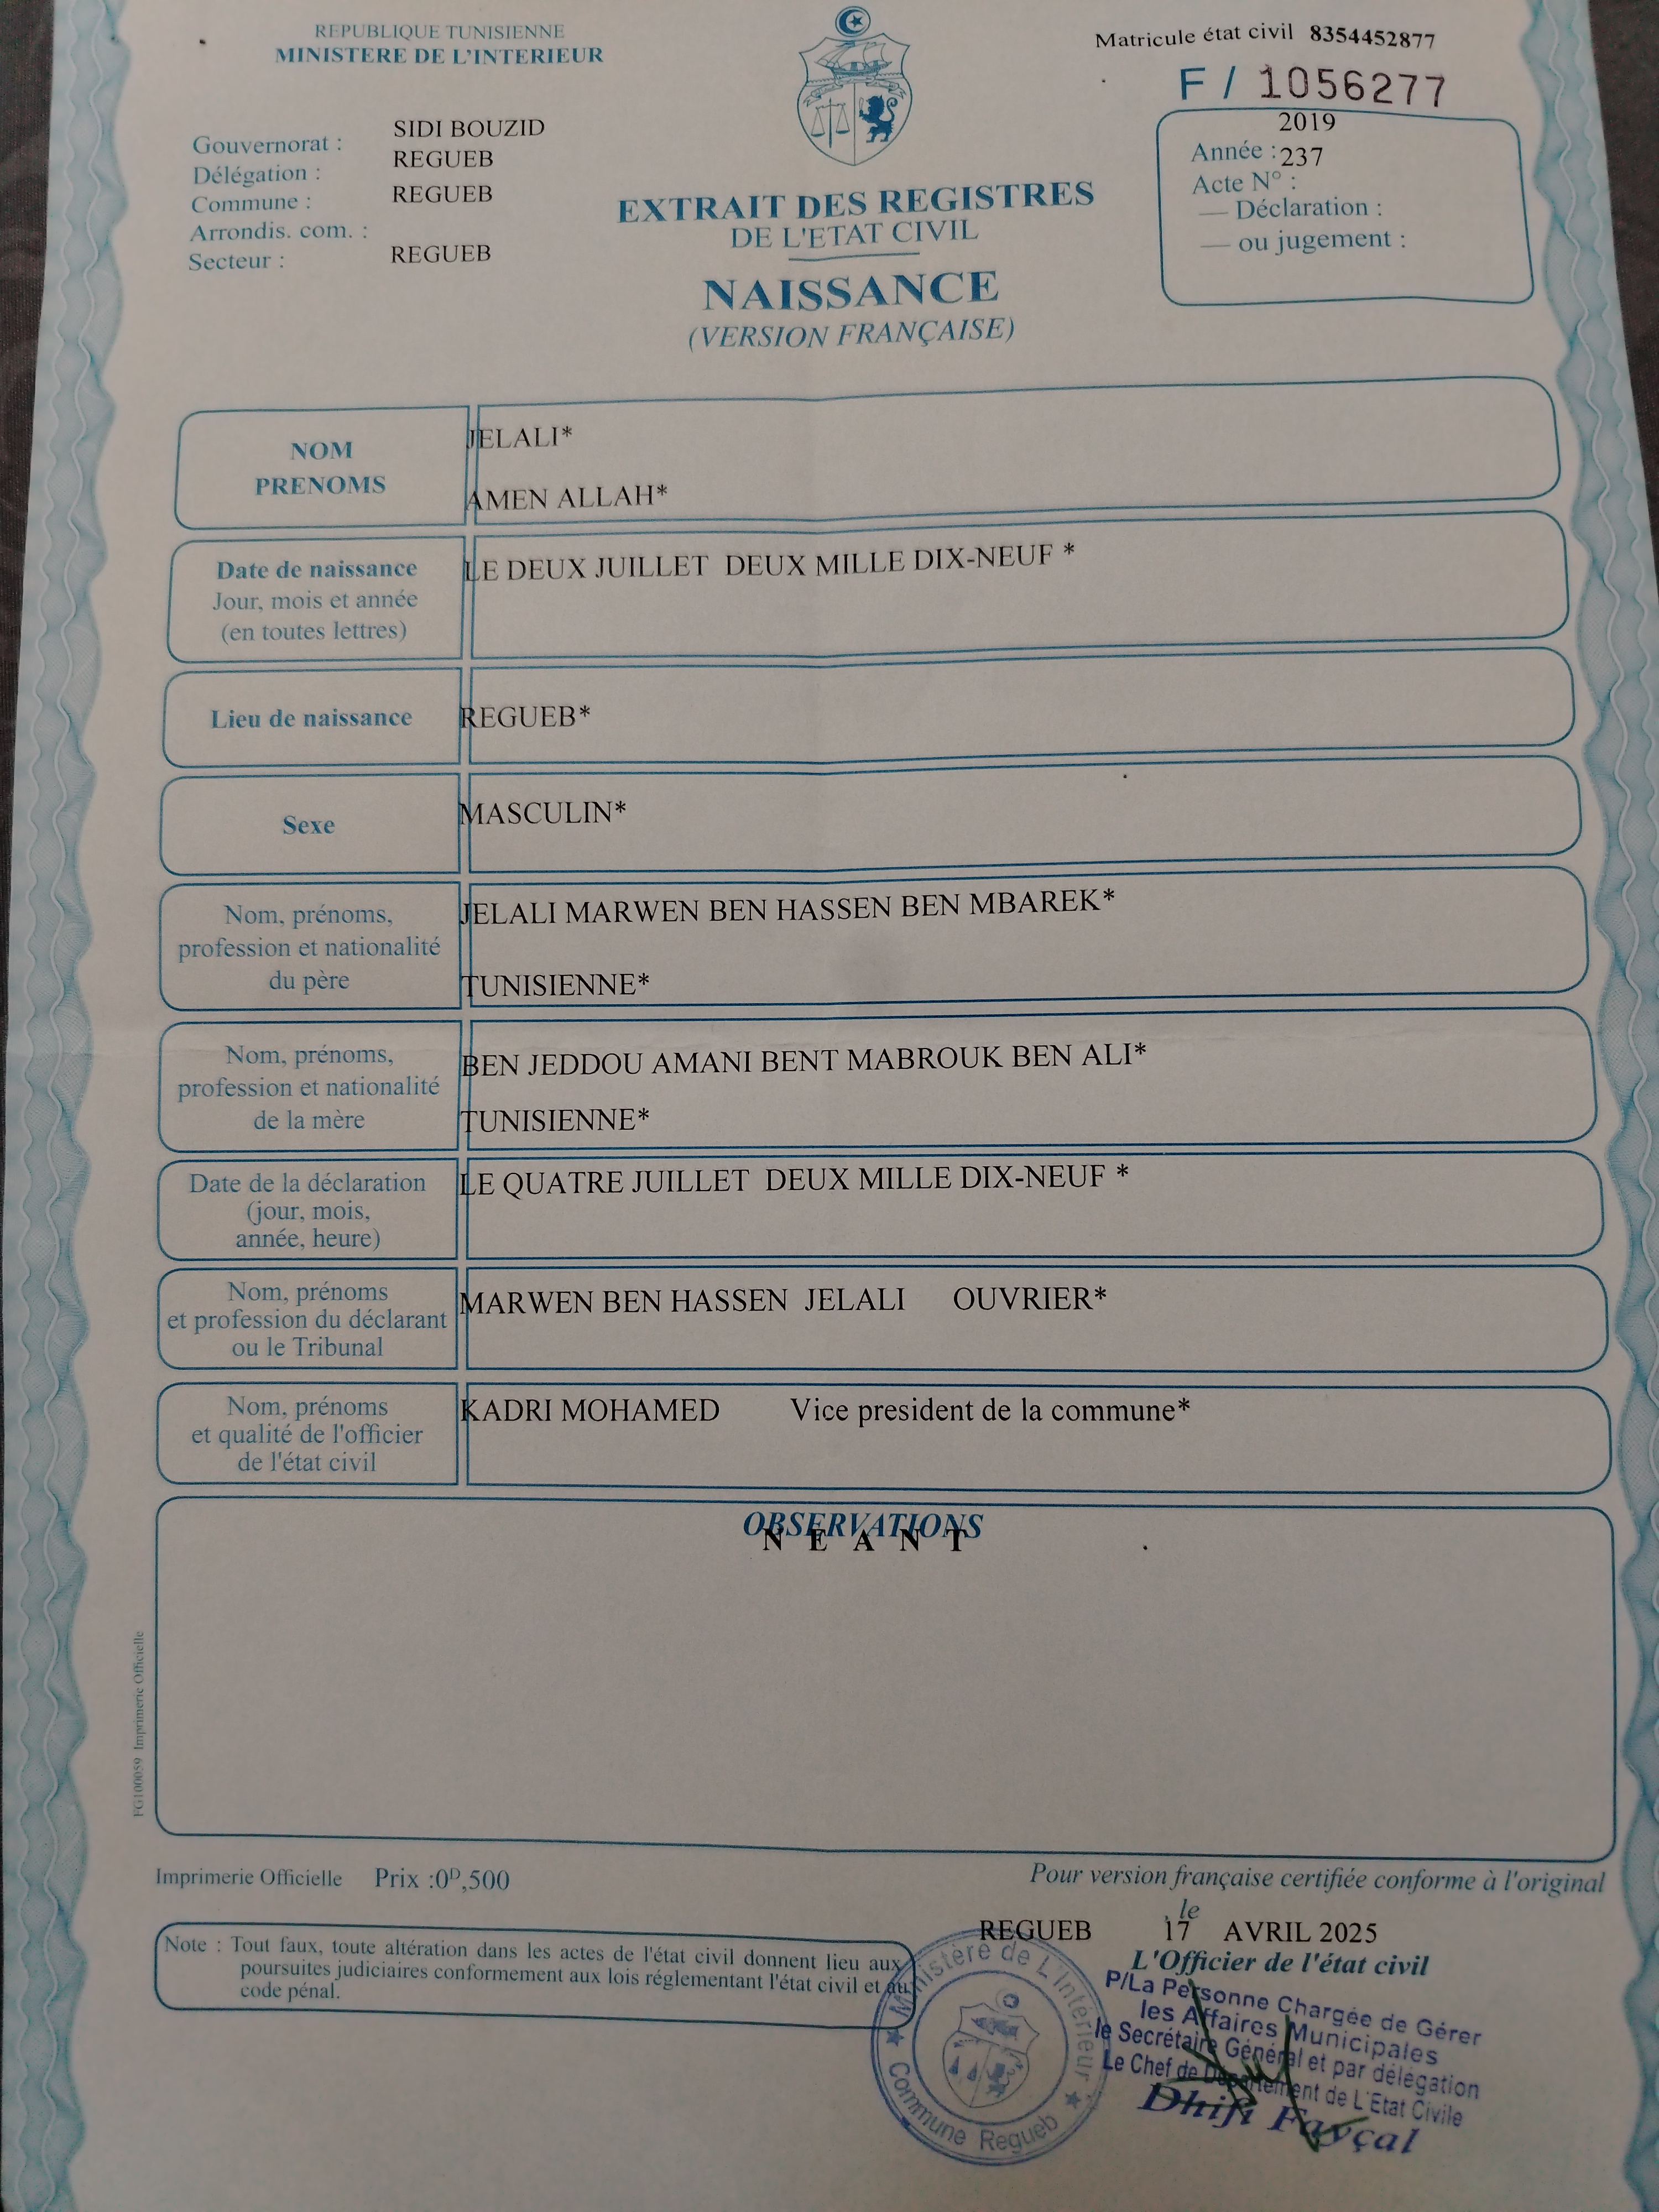 REPUBLIQUE TUNISIENNE
MINISTERE DE L'INTERIEUR
Matricule état civil 8354452877
F / 1056277
Gouvernorat : SIDI BOUZID
Délégation : REGUEB
Commune : REGUEB
Arrondis. com. :
Secteur : REGUEB
EXTRAIT DES REGISTRES
DE L'ETAT CIVIL
NAISSANCE
(VERSION FRANÇAISE)
2019
Année : 237
Acte N° :
— Déclaration :
— ou jugement :
NOM
PRENOMS
JELALI*
AMEN ALLAH*
Date de naissance
Jour, mois et année
(en toutes lettres)
LE DEUX JUILLET DEUX MILLE DIX-NEUF *
Lieu de naissance
REGUEB*
Sexe
MASCULIN*
Nom, prénoms,
profession et nationalité
du père
JELALI MARWEN BEN HASSEN BEN MBAREK*
TUNISIENNE*
Nom, prénoms,
profession et nationalité
de la mère
BEN JEDDOU AMANI BENT MABROUK BEN ALI*
TUNISIENNE*
Date de la déclaration
(jour, mois,
année, heure)
LE QUATRE JUILLET DEUX MILLE DIX-NEUF *
Nom, prénoms
et profession du déclarant
ou le Tribunal
MARWEN BEN HASSEN JELALI OUVRIER*
Nom, prénoms
et qualité de l'officier
de l'état civil
KADRI MOHAMED Vice president de la commune*
OBSERVATIONS
N E A N T
FG100059 Imprimerie Officielle
Imprimerie Officielle Prix :0ᴰ,500
Pour version française certifiée conforme à l'original
, le
REGUEB 17 AVRIL 2025
L'Officier de l'état civil
Note : Tout faux, toute altération dans les actes de l'état civil donnent lieu aux
poursuites judiciaires conformement aux lois réglementant l'état civil et au
code pénal.
Ministère de L'Intérieur
Commune Regueb
P/La Personne Chargée de Gérer
les Affaires Municipales
le Secrétaire Général et par délégation
Le Chef de Département de L'Etat Civile
Dhifi Fayçal